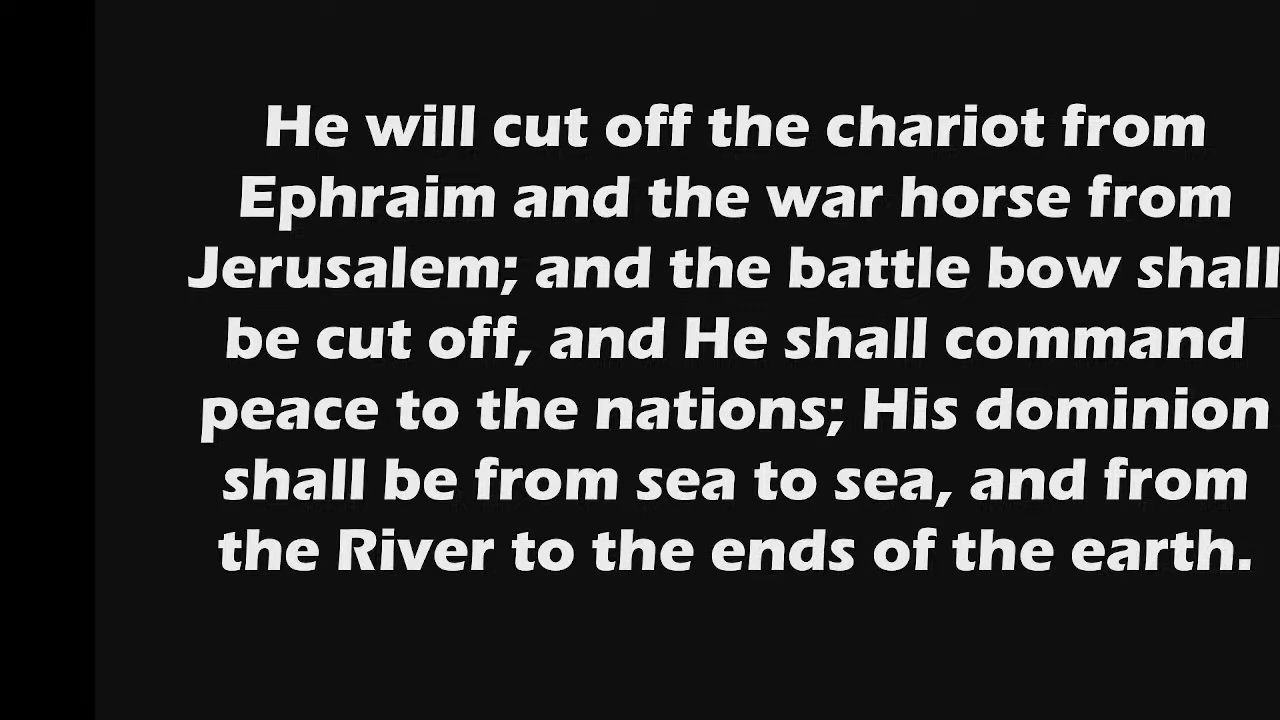 He will cut off the chariot from
Ephraim and the war horse from
Jerusalem; and the battle bow shall
be cut off, and He shall command
peace to the nations; His dominion
shall be from sea to sea, and from
the River to the ends of the earth.